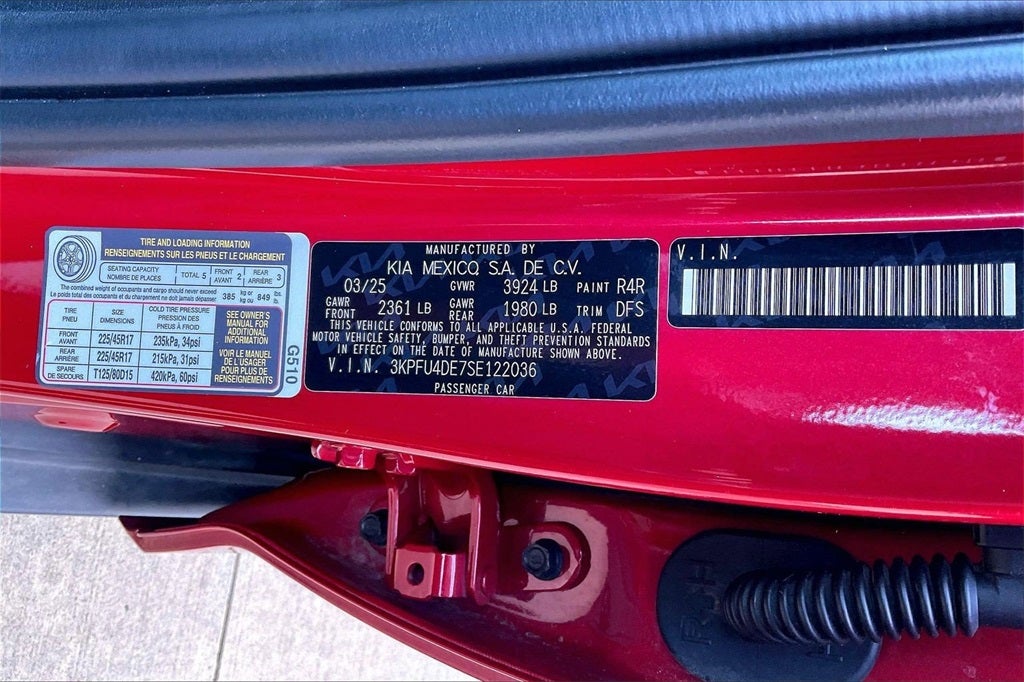 TIRE AND LOADING INFORMATION
RENSEIGNEMENTS SUR LES PNEUS ET LE CHARGEMENT
SEATING CAPACITY
NOMBRE DE PLACES
TOTAL 5
FRONT
AVANT 2
REAR
ARRIÈRE 3
The combined weight of occupants and cargo should never exceed
Le poids total des occupants et du chargement ne doit jamais dépasser
385 kg or 849 lbs.
kg ou lb
TIRE
PNEU
SIZE
DIMENSIONS
COLD TIRE PRESSURE
PRESSION DES
PNEUS À FROID
FRONT
AVANT
225/45R17
235kPa, 34psi
REAR
ARRIÈRE
225/45R17
215kPa, 31psi
SPARE
DE SECOURS
T125/80D15
420kPa, 60psi
SEE OWNER'S
MANUAL FOR
ADDITIONAL
INFORMATION
VOIR LE MANUEL
DE L'USAGER
POUR PLUS DE
RENSEIGNEMENTS
G510
MANUFACTURED BY
KIA MEXICO, S.A. DE C.V.
03/25 GVWR 3924 LB PAINT R4R
GAWR
FRONT 2361 LB
GAWR
REAR 1980 LB TRIM DFS
THIS VEHICLE CONFORMS TO ALL APPLICABLE U.S.A. FEDERAL
MOTOR VEHICLE SAFETY, BUMPER, AND THEFT PREVENTION STANDARDS
IN EFFECT ON THE DATE OF MANUFACTURE SHOWN ABOVE.
V.I.N. 3KPFU4DE7SE122036
PASSENGER CAR
V.I.N.
RJH